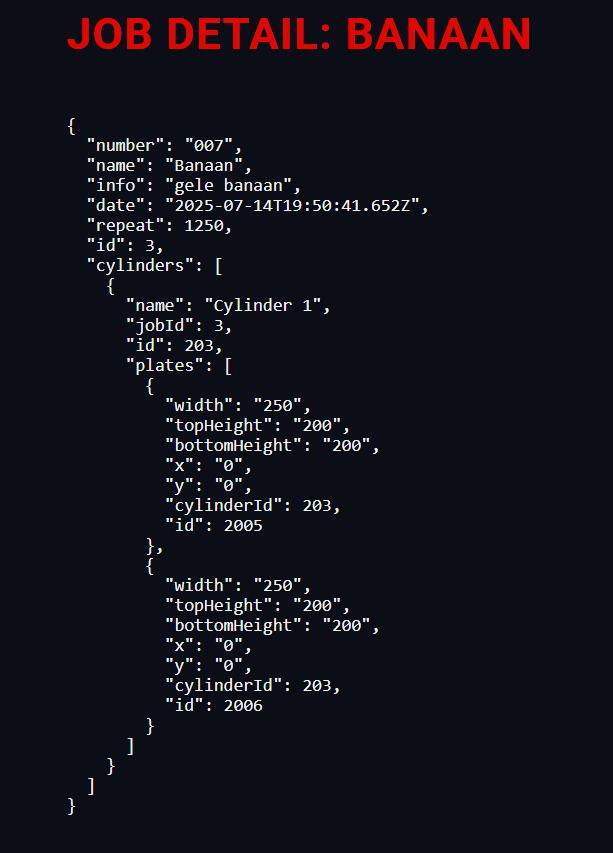 JOB DETAIL: BANAAN
{
  "number": "007",
  "name": "Banaan",
  "info": "gele banaan",
  "date": "2025-07-14T19:50:41.652Z",
  "repeat": 1250,
  "id": 3,
  "cylinders": [
    {
      "name": "Cylinder 1",
      "jobId": 3,
      "id": 203,
      "plates": [
        {
          "width": "250",
          "topHeight": "200",
          "bottomHeight": "200",
          "x": "0",
          "y": "0",
          "cylinderId": 203,
          "id": 2005
        },
        {
          "width": "250",
          "topHeight": "200",
          "bottomHeight": "200",
          "x": "0",
          "y": "0",
          "cylinderId": 203,
          "id": 2006
        }
      ]
    }
  ]
}